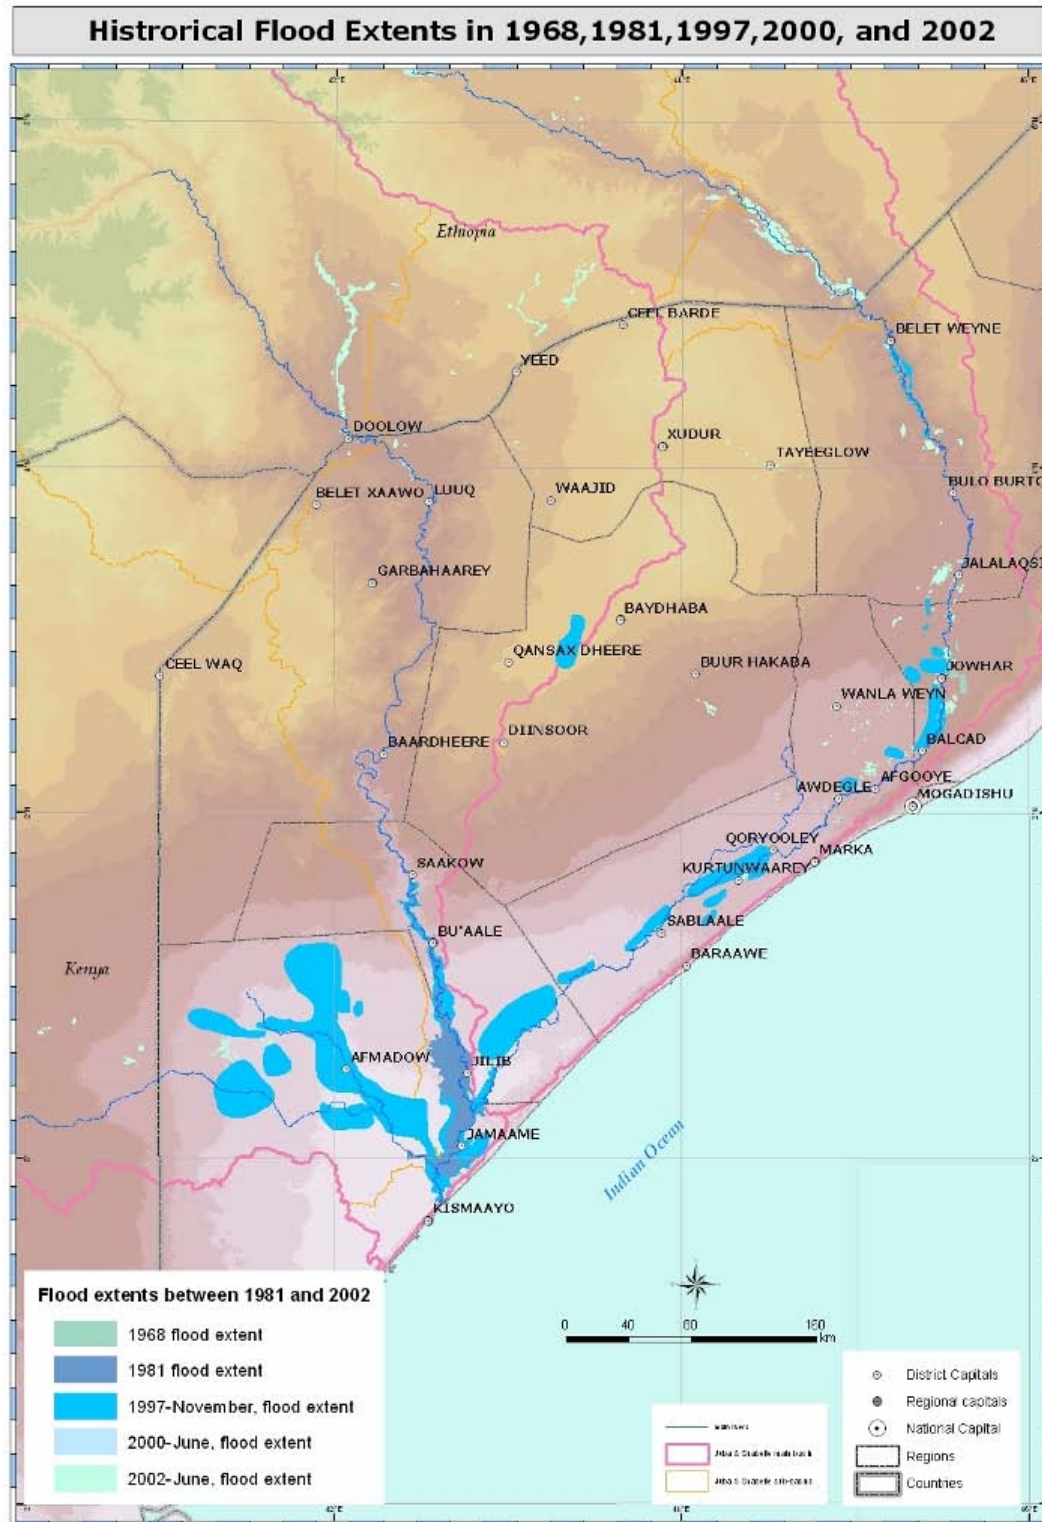 Histrorical Flood Extents in 1968,1981,1997,2000, and 2002
Ethiopia
CEEL BARDE
BELET WEYNE
YEED
DOOLOW
XUDUR
TAYEEGLOW
BELET XAAWO
LUUQ
WAAJID
BULO BURTO
GARBAHAAREY
JALALAQSI
BAYDHABA
QANSAX DHEERE
CEEL WAQ
BUUR HAKABA
JOWHAR
WANLA WEYN
DIINSOOR
BAARDHEERE
BALCAD
AFGOOYE
AWDEGLE
MOGADISHU
QORYOOLEY
MARKA
SAAKOW
KURTUNWAAREY
SABLAALE
BU'AALE
BARAAWE
Kenya
AFMADOW
JILIB
JAMAAME
Indian Ocean
KISMAAYO
Flood extents between 1981 and 2002
1968 flood extent
1981 flood extent
1997-November, flood extent
2000-June, flood extent
2002-June, flood extent
0 40 80 160
km
District Capitals
Regional capitals
National Capital
Regions
Countries